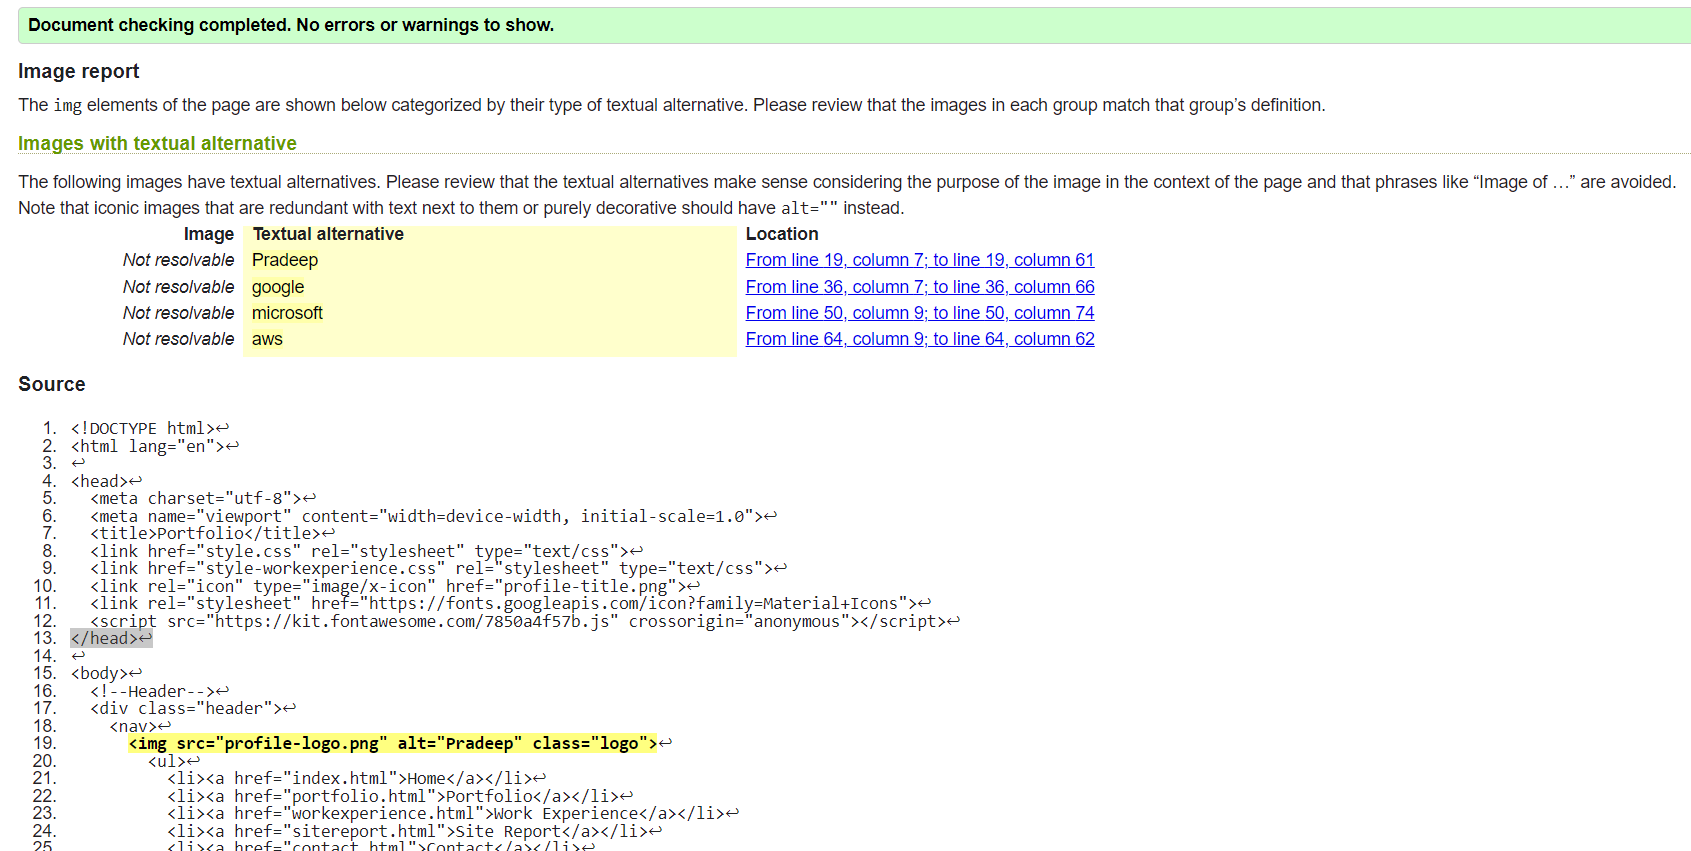 Document checking completed. No errors or warnings to show.
Image report
The img elements of the page are shown below categorized by their type of textual alternative. Please review that the images in each group match that group’s definition.
Images with textual alternative
The following images have textual alternatives. Please review that the textual alternatives make sense considering the purpose of the image in the context of the page and that phrases like “Image of …” are avoided.
Note that iconic images that are redundant with text next to them or purely decorative should have alt="" instead.
Image Textual alternative Location
Not resolvable Pradeep From line 19, column 7; to line 19, column 61
Not resolvable google From line 36, column 7; to line 36, column 66
Not resolvable microsoft From line 50, column 9; to line 50, column 74
Not resolvable aws From line 64, column 9; to line 64, column 62
Source
1. <!DOCTYPE html>↩
2. <html lang="en">↩
3. ↩
4. <head>↩
5. <meta charset="utf-8">↩
6. <meta name="viewport" content="width=device-width, initial-scale=1.0">↩
7. <title>Portfolio</title>↩
8. <link href="style.css" rel="stylesheet" type="text/css">↩
9. <link href="style-workexperience.css" rel="stylesheet" type="text/css">↩
10. <link rel="icon" type="image/x-icon" href="profile-title.png">↩
11. <link rel="stylesheet" href="https://fonts.googleapis.com/icon?family=Material+Icons">↩
12. <script src="https://kit.fontawesome.com/7850a4f57b.js" crossorigin="anonymous"></script>↩
13. </head>↩
14. ↩
15. <body>↩
16. <!--Header-->↩
17. <div class="header">↩
18. <nav>↩
19. <img src="profile-logo.png" alt="Pradeep" class="logo">↩
20. <ul>↩
21. <li><a href="index.html">Home</a></li>↩
22. <li><a href="portfolio.html">Portfolio</a></li>↩
23. <li><a href="workexperience.html">Work Experience</a></li>↩
24. <li><a href="sitereport.html">Site Report</a></li>↩
25. <li><a href="contact.html">Contact</a></li>↩